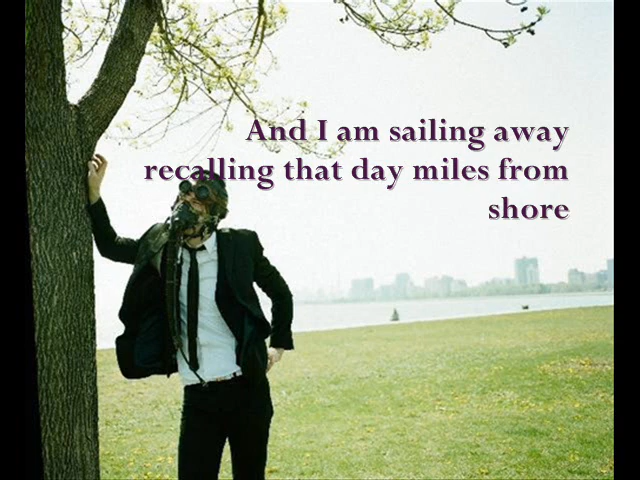 And I am sailing away
recalling that day miles from
shore